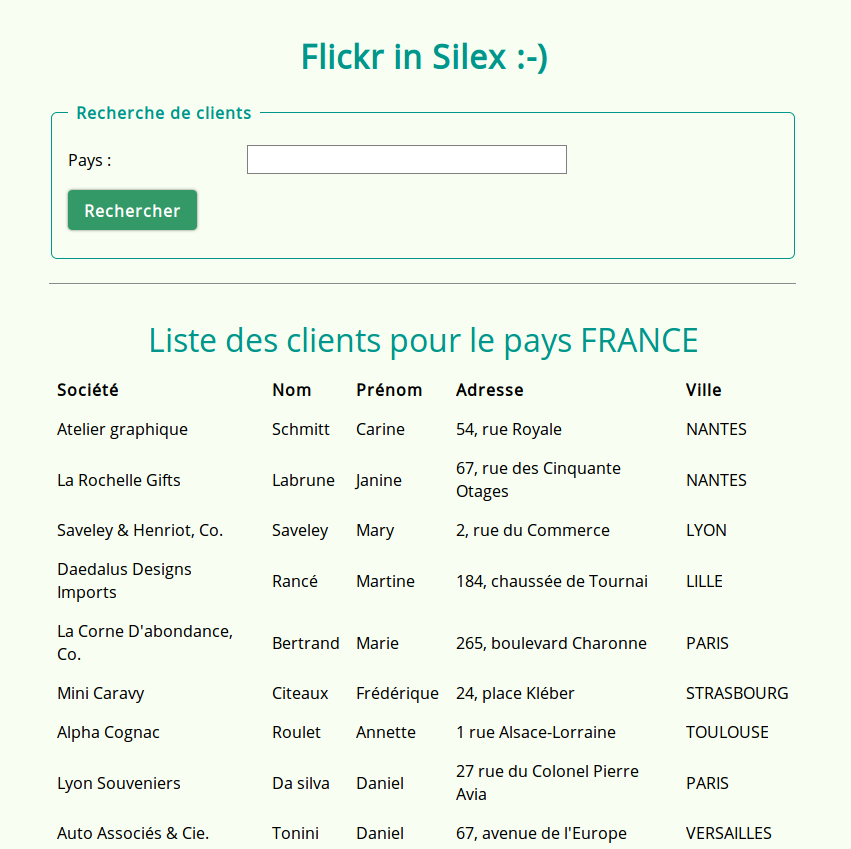 Flickr in Silex :-)
Recherche de clients
Pays :
Rechercher
Liste des clients pour le pays FRANCE
Société Nom Prénom Adresse Ville
Atelier graphique Schmitt Carine 54, rue Royale NANTES
La Rochelle Gifts Labrune Janine 67, rue des Cinquante Otages NANTES
Saveley & Henriot, Co. Saveley Mary 2, rue du Commerce LYON
Daedalus Designs Imports Rancé Martine 184, chaussée de Tournai LILLE
La Corne D'abondance, Co. Bertrand Marie 265, boulevard Charonne PARIS
Mini Caravy Citeaux Frédérique 24, place Kléber STRASBOURG
Alpha Cognac Roulet Annette 1 rue Alsace-Lorraine TOULOUSE
Lyon Souveniers Da silva Daniel 27 rue du Colonel Pierre Avia PARIS
Auto Associés & Cie. Tonini Daniel 67, avenue de l'Europe VERSAILLES